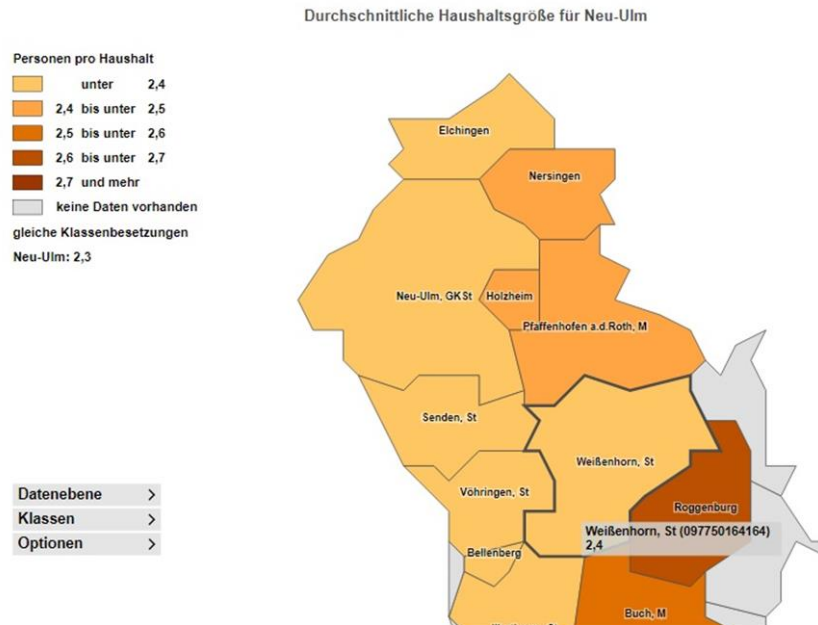 Durchschnittliche Haushaltsgröße für Neu-Ulm
Personen pro Haushalt
unter 2,4
2,4 bis unter 2,5
2,5 bis unter 2,6
2,6 bis unter 2,7
2,7 und mehr
keine Daten vorhanden
gleiche Klassenbesetzungen
Neu-Ulm: 2,3
Elchingen
Nersingen
Neu-Ulm, GKSt
Holzheim
Pfaffenhofen a.d.Roth, M
Senden, St
Weißenhorn, St
Vöhringen, St
Roggenburg
Weißenhorn, St (097750164164)
2,4
Bellenberg
Buch, M
Datenebene >
Klassen >
Optionen >